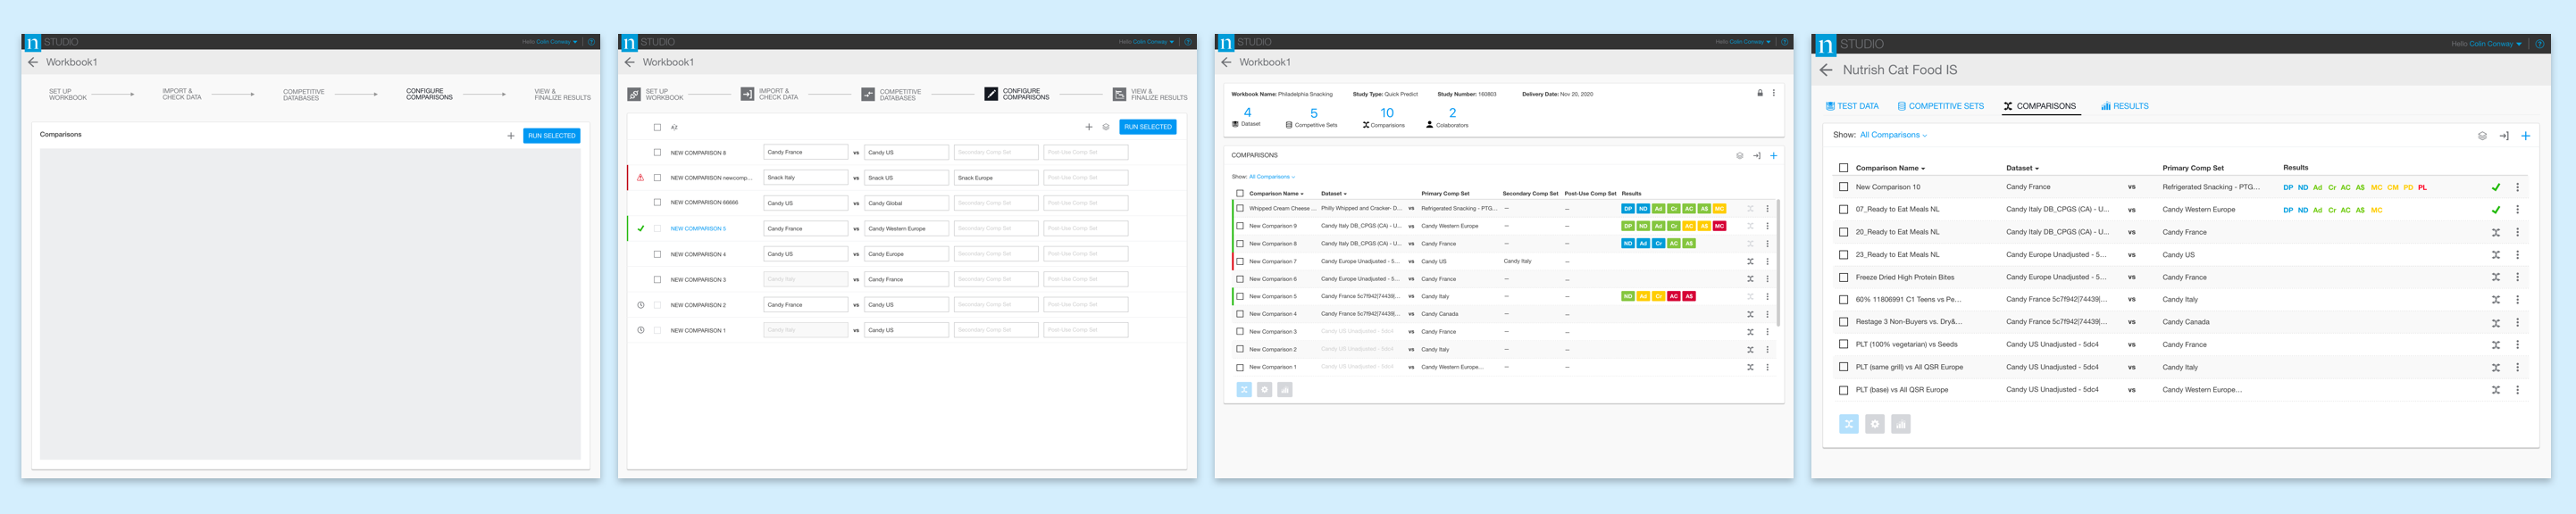 n STUDIO Hello Colin Conway
Workbook1
SET UP WORKBOOK
IMPORT & CHECK DATA
COMPETITIVE DATABASES
CONFIGURE COMPARISONS
VIEW & FINALIZE RESULTS
Comparisons + RUN SELECTED
n STUDIO Hello Colin Conway
Workbook1
SET UP WORKBOOK
IMPORT & CHECK DATA
COMPETITIVE DATABASES
CONFIGURE COMPARISONS
VIEW & FINALIZE RESULTS
+ RUN SELECTED
NEW COMPARISON 8 Candy France vs Candy US Secondary Comp Set Post-Use Comp Set
NEW COMPARISON newcomp... Snack Italy vs Snack US Snack Europe Post-Use Comp Set
NEW COMPARISON 88666 Candy US vs Candy Global Secondary Comp Set Post-Use Comp Set
NEW COMPARISON 5 Candy France vs Candy Western Europe Secondary Comp Set Post-Use Comp Set
NEW COMPARISON 4 Candy US vs Candy Europe Secondary Comp Set Post-Use Comp Set
NEW COMPARISON 3 Candy Italy vs Candy France Secondary Comp Set Post-Use Comp Set
NEW COMPARISON 2 Candy France vs Candy US Secondary Comp Set Post-Use Comp Set
NEW COMPARISON 1 Candy Italy vs Candy US Secondary Comp Set Post-Use Comp Set
n STUDIO Hello Colin Conway
Workbook1
Workbook Name: Philadelphia Snacking Study Type: Quick Predict Study Number: 160803 Delivery Date: Nov 20, 2020
4 5 10 2
Dataset Competitive Sets Comparisions Colaborators
COMPARISONS
Show: All Comparisons
Comparison Name Dataset Primary Comp Set Secondary Comp Set Post-Use Comp Set Results
Whipped Cream Cheese ... Philly Whipped and Cracker- D... vs Refrigerated Snacking - PTG... – – DP ND Ad Cr AC A$ MC
New Comparison 9 Candy Italy DB_CPGS (CA) - U... vs Candy Western Europe – – DP ND Ad Cr AC A$ MC
New Comparison 8 Candy Italy DB_CPGS (CA) - U... vs Candy France – – ND Ad Cr AC A$
New Comparison 7 Candy Europe Unadjusted - 5... vs Candy US Candy Italy –
New Comparison 6 Candy Europe Unadjusted - 5... vs Candy France – –
New Comparison 5 Candy France 5c7f942|74439|... vs Candy Italy – – ND Ad Cr AC A$
New Comparison 4 Candy France 5c7f942|74439|... vs Candy Canada – –
New Comparison 3 Candy US Unadjusted - 5dc4 vs Candy France – –
New Comparison 2 Candy US Unadjusted - 5dc4 vs Candy Italy – –
New Comparison 1 Candy US Unadjusted - 5dc4 vs Candy Western Europe... – –
n STUDIO Hello Colin Conway
Nutrish Cat Food IS
TEST DATA COMPETITIVE SETS COMPARISONS RESULTS
Show: All Comparisons
Comparison Name Dataset Primary Comp Set Results
New Comparison 10 Candy France vs Refrigerated Snacking - PTG... DP ND Ad Cr AC A$ MC CM PD PL
07_Ready to Eat Meals NL Candy Italy DB_CPGS (CA) - U... vs Candy Western Europe DP ND Ad Cr AC A$ MC
20_Ready to Eat Meals NL Candy Italy DB_CPGS (CA) - U... vs Candy France
23_Ready to Eat Meals NL Candy Europe Unadjusted - 5... vs Candy US
Freeze Dried High Protein Bites Candy Europe Unadjusted - 5... vs Candy France
60% 11806991 C1 Teens vs Pe... Candy France 5c7f942|74439|... vs Candy Italy
Restage 3 Non-Buyers vs. Dry&... Candy France 5c7f942|74439|... vs Candy Canada
PLT (100% vegetarian) vs Seeds Candy US Unadjusted - 5dc4 vs Candy France
PLT (same grill) vs All QSR Europe Candy US Unadjusted - 5dc4 vs Candy Italy
PLT (base) vs All QSR Europe Candy US Unadjusted - 5dc4 vs Candy Western Europe...